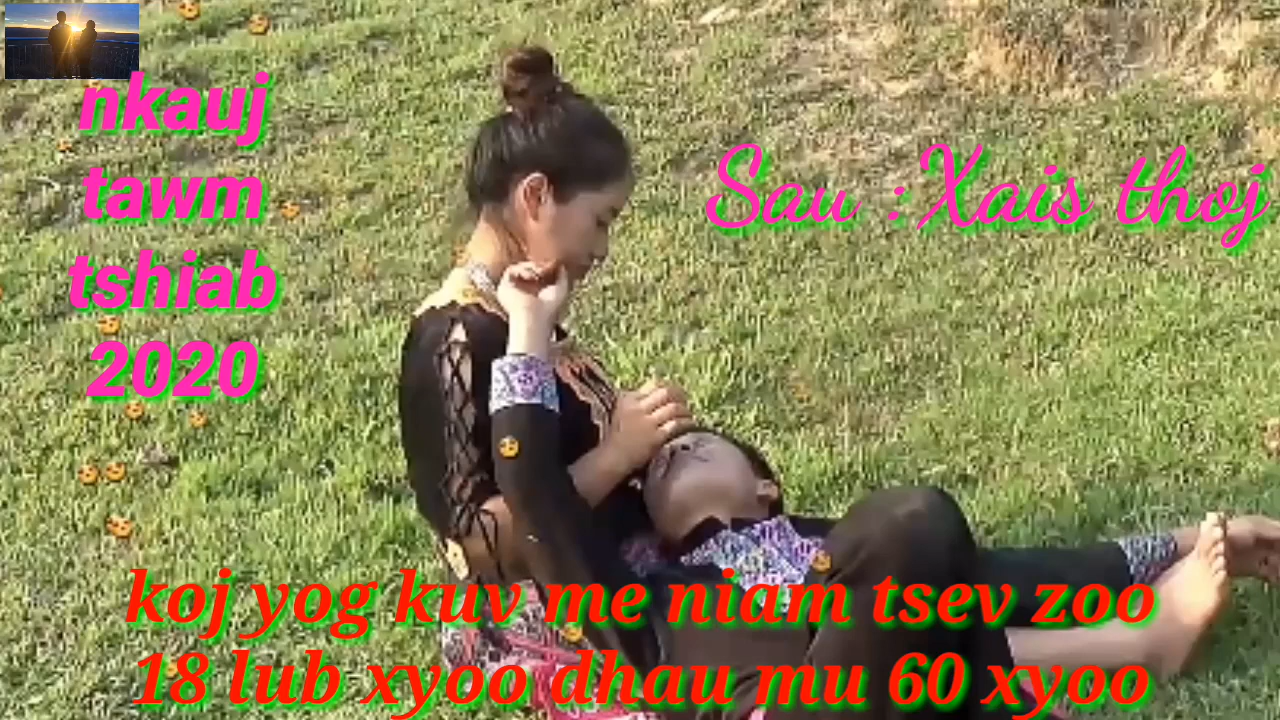 nkauj
tawm
tshiab
2020
Sau : Xais thoj
koj yog kuv me niam tsev zoo
18 lub xyoo dhau mu 60 xyoo